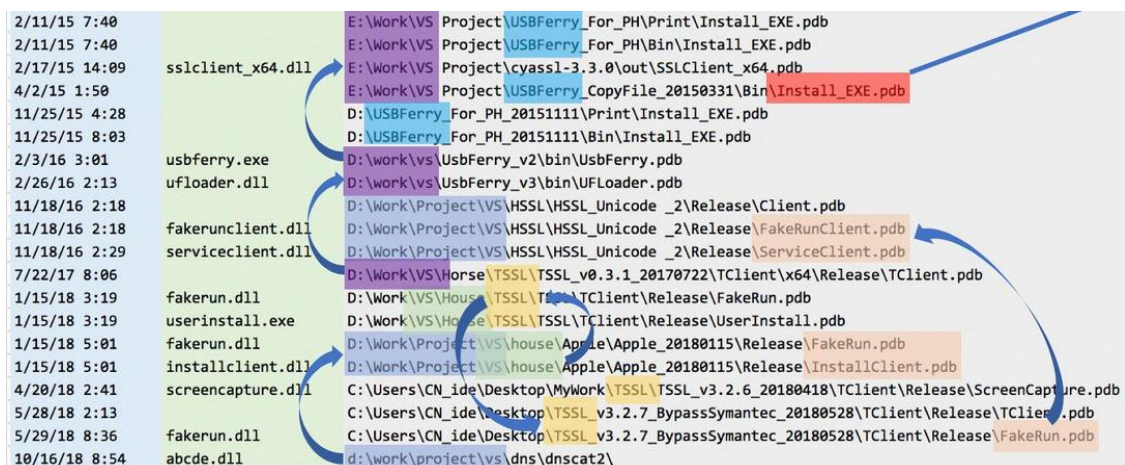 2/11/15 7:40 E:\Work\VS Project\USBFerry_For_PH\Print\Install_EXE.pdb
2/11/15 7:40 E:\Work\VS Project\USBFerry_For_PH\Bin\Install_EXE.pdb
2/17/15 14:09 sslclient_x64.dll E:\Work\VS Project\cyassl-3.3.0\out\SSLClient_x64.pdb
4/2/15 1:50 E:\Work\VS Project\USBFerry_CopyFile_20150331\Bin\Install_EXE.pdb
11/25/15 4:28 D:\USBFerry_For_PH_20151111\Print\Install_EXE.pdb
11/25/15 8:03 D:\USBFerry_For_PH_20151111\Bin\Install_EXE.pdb
2/3/16 3:01 usbferry.exe D:\work\vs\UsbFerry_v2\bin\UsbFerry.pdb
2/26/16 2:13 ufloader.dll D:\work\vs\UsbFerry_v3\bin\UFLoader.pdb
11/18/16 2:18 D:\Work\Project\VS\HSSL\HSSL_Unicode _2\Release\Client.pdb
11/18/16 2:18 fakerunclient.dll D:\Work\Project\VS\HSSL\HSSL_Unicode _2\Release\FakeRunClient.pdb
11/18/16 2:29 serviceclient.dll D:\Work\Project\VS\HSSL\HSSL_Unicode _2\Release\ServiceClient.pdb
7/22/17 8:06 D:\Work\VS\Horse\TSSL\TSSL_v0.3.1_20170722\TClient\x64\Release\TClient.pdb
1/15/18 3:19 fakerun.dll D:\Work\VS\House\TSSL\TSSL\TClient\Release\FakeRun.pdb
1/15/18 3:19 userinstall.exe D:\Work\VS\House\TSSL\TSSL\TClient\Release\UserInstall.pdb
1/15/18 5:01 fakerun.dll D:\Work\Project\VS\house\Apple\Apple_20180115\Release\FakeRun.pdb
1/15/18 5:01 installclient.dll D:\Work\Project\VS\house\Apple\Apple_20180115\Release\InstallClient.pdb
4/20/18 2:41 screencapture.dll C:\Users\CN_ide\Desktop\MyWork\TSSL\TSSL_v3.2.6_20180418\TClient\Release\ScreenCapture.pdb
5/28/18 2:13 C:\Users\CN_ide\Desktop\TSSL_v3.2.7_BypassSymantec_20180528\TClient\Release\TClient.pdb
5/29/18 8:36 fakerun.dll C:\Users\CN_ide\Desktop\TSSL_v3.2.7_BypassSymantec_20180528\TClient\Release\FakeRun.pdb
10/16/18 8:54 abcde.dll d:\work\project\vs\dns\dnscat2\